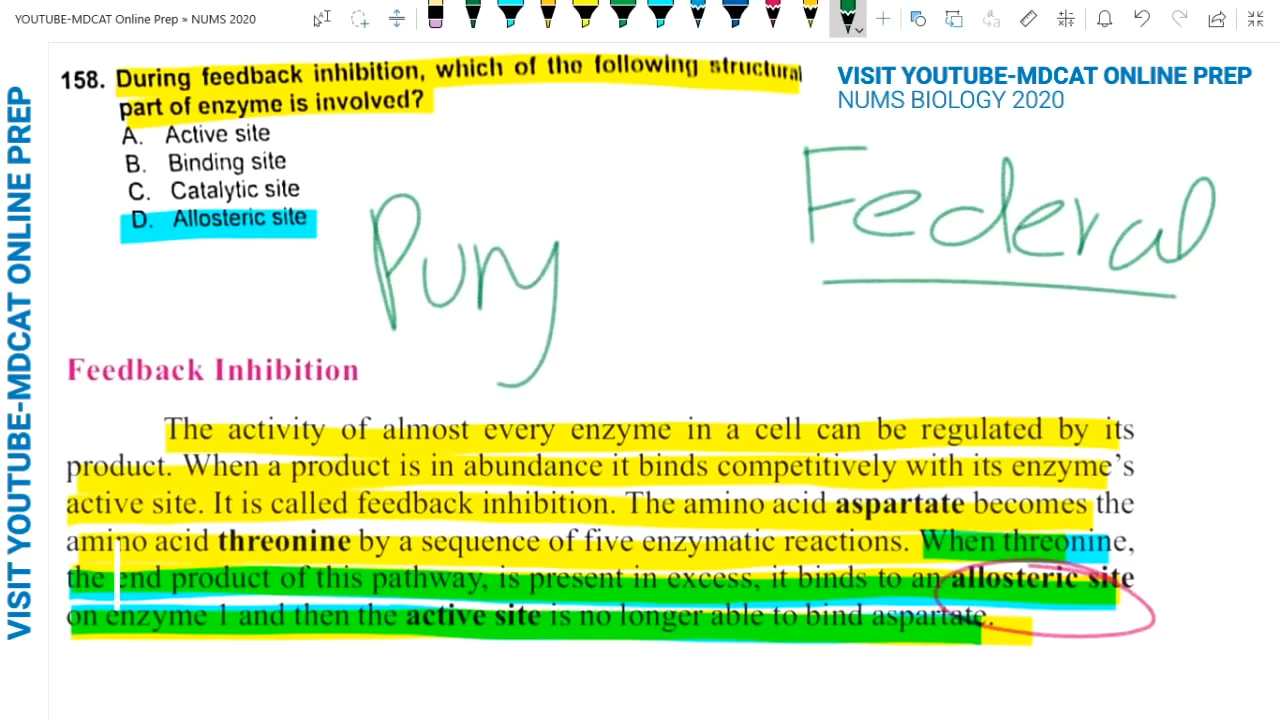 YOUTUBE-MDCAT Online Prep » NUMS 2020
VISIT YOUTUBE-MDCAT ONLINE PREP
158. During feedback inhibition, which of the following structural
part of enzyme is involved?
A. Active site
B. Binding site
C. Catalytic site
D. Allosteric site
VISIT YOUTUBE-MDCAT ONLINE PREP
NUMS BIOLOGY 2020
Federal
Punj
Feedback Inhibition
The activity of almost every enzyme in a cell can be regulated by its
product. When a product is in abundance it binds competitively with its enzyme's
active site. It is called feedback inhibition. The amino acid aspartate becomes the
amino acid threonine by a sequence of five enzymatic reactions. When threonine,
the end product of this pathway, is present in excess, it binds to an allosteric site
on enzyme 1 and then the active site is no longer able to bind aspartate.